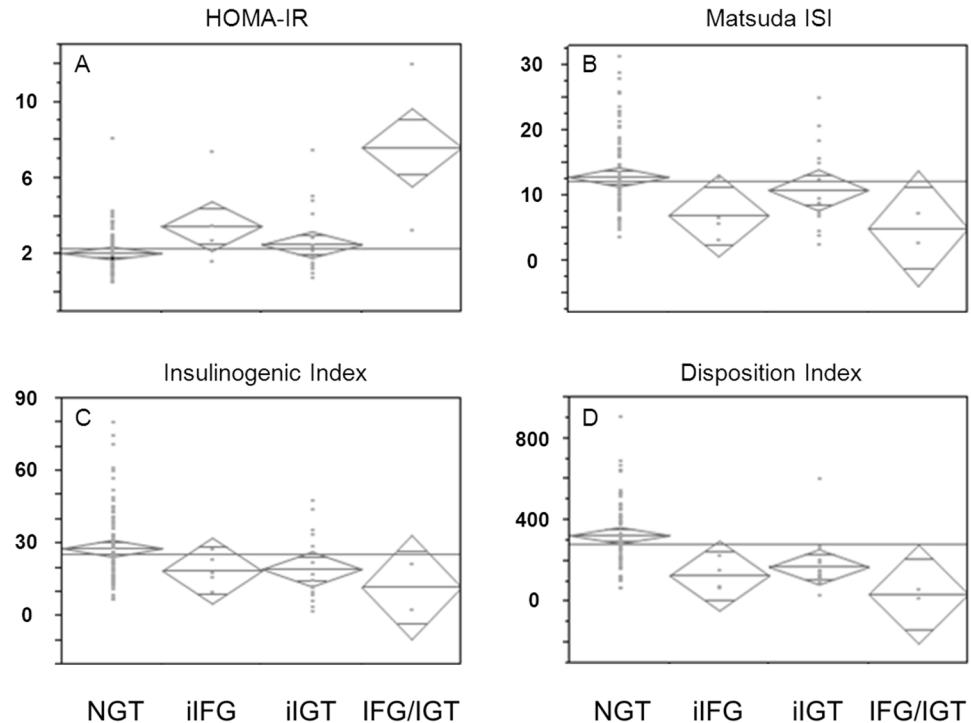 HOMA-IR
Matsuda ISI
A
10
6
2
B
30
20
10
0
Insulinogenic Index
Disposition Index
C
90
60
30
0
D
800
400
0
NGT iIFG iIGT IFG/IGT NGT iIFG iIGT IFG/IGT